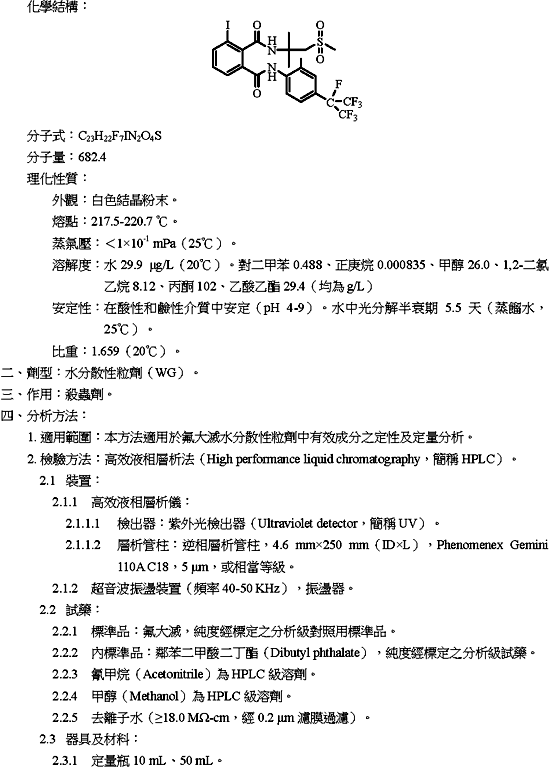 化學結構：
I O H N O S O
O NH
F
C CF3
CF3
分子式：C23H22F7IN2O4S
分子量：682.4
理化性質：
外觀：白色結晶粉末。
熔點：217.5-220.7 ℃。
蒸氣壓：＜1×10-1 mPa（25℃）。
溶解度：水 29.9 μg/L（20℃）。對二甲苯 0.488、正庚烷 0.000835、甲醇 26.0、1,2-二氯
乙烷 8.12、丙酮 102、乙酸乙酯 29.4（均為 g/L）
安定性：在酸性和鹼性介質中安定（pH 4-9）。水中光分解半衰期 5.5 天（蒸餾水，
25℃）。
比重：1.659（20℃）。
二、劑型：水分散性粒劑（WG）。
三、作用：殺蟲劑。
四、分析方法：
1. 適用範圍：本方法適用於氟大滅水分散性粒劑中有效成分之定性及定量分析。
2. 檢驗方法：高效液相層析法（High performance liquid chromatography，簡稱 HPLC）。
2.1 裝置：
2.1.1 高效液相層析儀：
2.1.1.1 檢出器：紫外光檢出器（Ultraviolet detector，簡稱 UV）。
2.1.1.2 層析管柱：逆相層析管柱，4.6 mm×250 mm（ID×L），Phenomenex Gemini
110A C18，5 μm，或相當等級。
2.1.2 超音波振盪裝置（頻率 40-50 KHz），振盪器。
2.2 試藥：
2.2.1 標準品：氟大滅，純度經標定之分析級對照用標準品。
2.2.2 內標準品：鄰苯二甲酸二丁酯（Dibutyl phthalate），純度經標定之分析級試藥。
2.2.3 氰甲烷（Acetonitrile）為 HPLC 級溶劑。
2.2.4 甲醇（Methanol）為 HPLC 級溶劑。
2.2.5 去離子水（≥18.0 MΩ-cm，經 0.2 μm 濾膜過濾）。
2.3 器具及材料：
2.3.1 定量瓶 10 mL、50 mL。